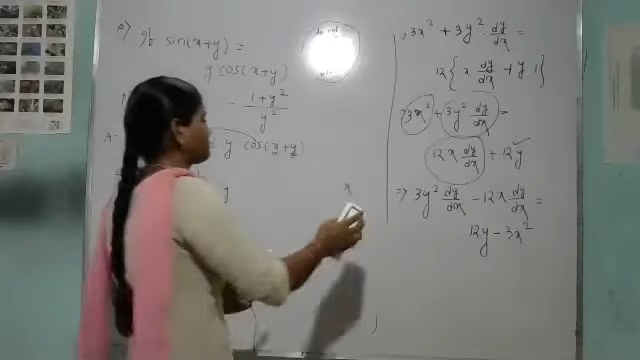 If sin(x+y) =
y cos(x+y)
- 1+y²/y²
y cos(x+y)
y
x
∴ 3x² + 3y² . dy/dx =
12{ x dy/dx + y 1}
⇒ 3x² + 3y² dy/dx =
12x dy/dx + 12y
⇒ 3y² dy/dx - 12x dy/dx =
12y - 3x²